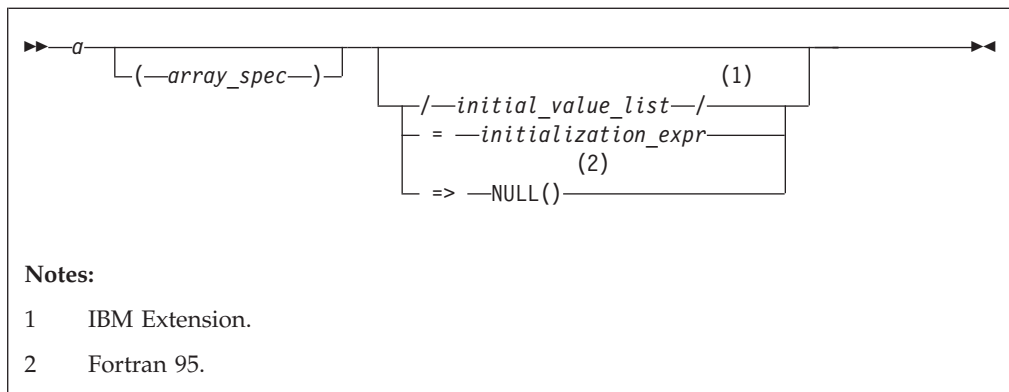 a
( array_spec )
(1)
/ initial_value_list /
= initialization_expr
(2)
=> NULL()
Notes:
1 IBM Extension.
2 Fortran 95.